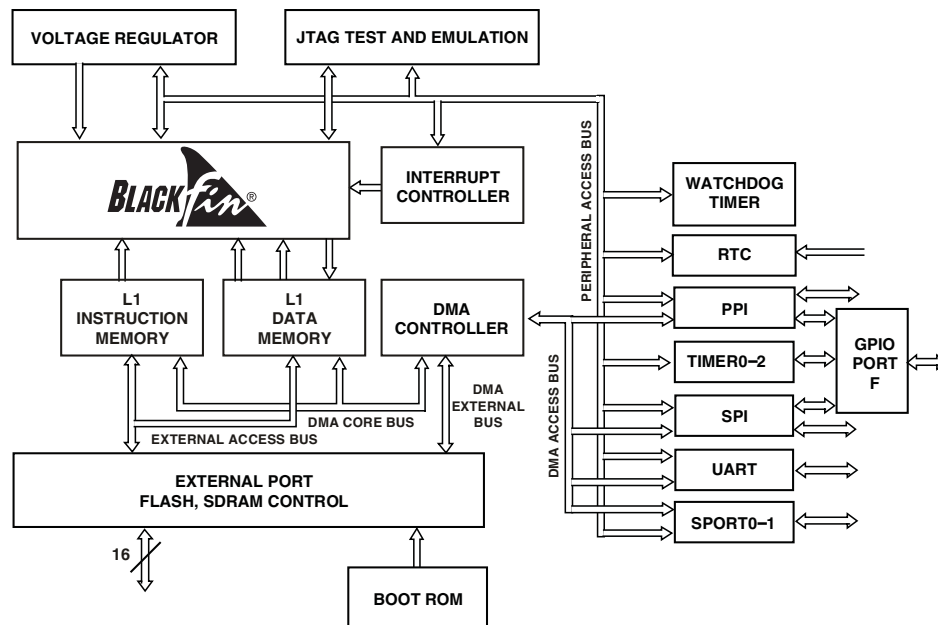 VOLTAGE REGULATOR
JTAG TEST AND EMULATION
BLACKfin®
INTERRUPT
CONTROLLER
PERIPHERAL ACCESS BUS
WATCHDOG
TIMER
RTC
L1
INSTRUCTION
MEMORY
L1
DATA
MEMORY
DMA
CONTROLLER
PPI
GPIO
PORT
F
TIMER0–2
DMA
EXTERNAL
BUS
DMA CORE BUS
EXTERNAL ACCESS BUS
DMA ACCESS BUS
SPI
UART
SPORT0–1
EXTERNAL PORT
FLASH, SDRAM CONTROL
16
BOOT ROM